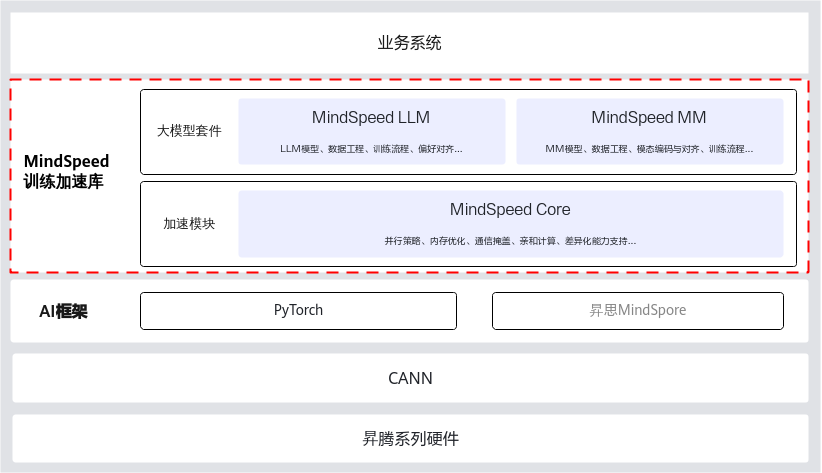 业务系统
MindSpeed
训练加速库
大模型套件
MindSpeed LLM
LLM模型、数据工程、训练流程、偏好对齐...
MindSpeed MM
MM模型、数据工程、模态编码与对齐、训练流程...
加速模块
MindSpeed Core
并行策略、内存优化、通信掩盖、亲和计算、差异化能力支持...
AI框架
PyTorch
昇思MindSpore
CANN
昇腾系列硬件